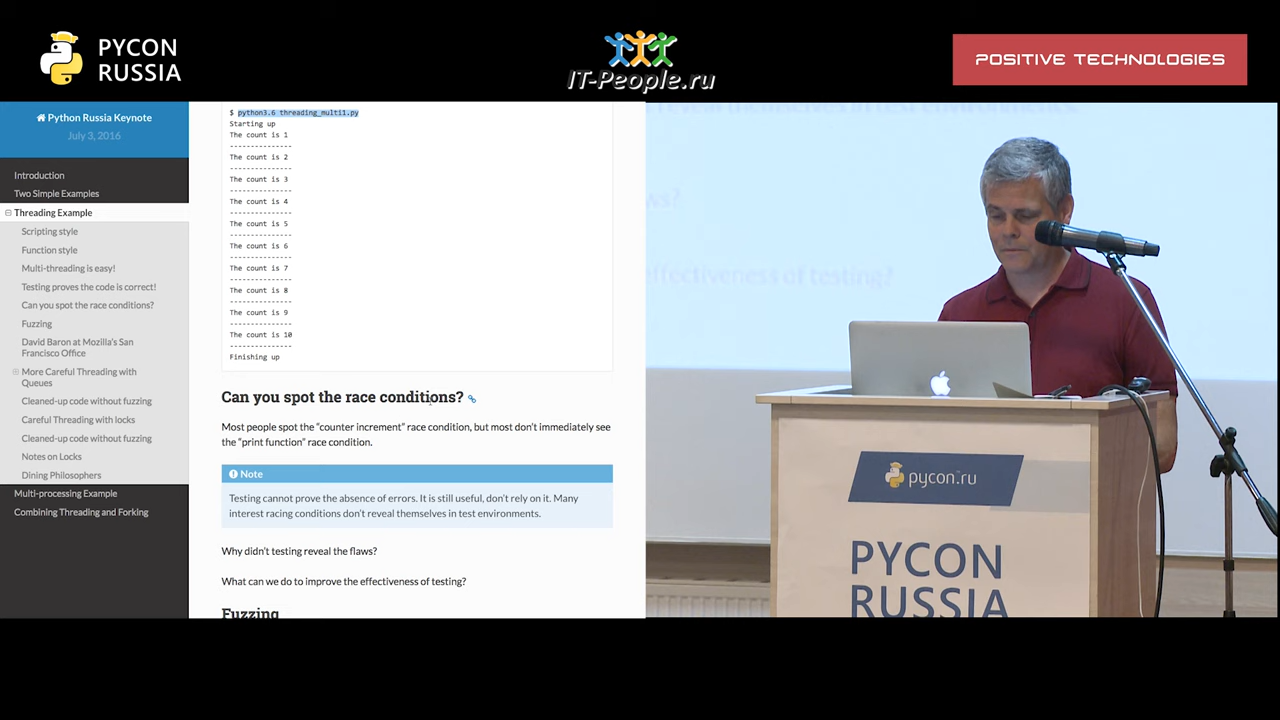 PYCON
RUSSIA
IT-People.ru
POSITIVE TECHNOLOGIES
Python Russia Keynote
July 3, 2016
Introduction
Two Simple Examples
Threading Example
Scripting style
Function style
Multi-threading is easy!
Testing proves the code is correct!
Can you spot the race conditions?
Fuzzing
David Baron at Mozilla's San
Francisco Office
More Careful Threading with
Queues
Cleaned-up code without fuzzing
Careful Threading with locks
Cleaned-up code without fuzzing
Notes on Locks
Dining Philosophers
Multi-processing Example
Combining Threading and Forking
$ python3.6 threading_multi1.py
Starting up
The count is 1
---------------
The count is 2
---------------
The count is 3
---------------
The count is 4
---------------
The count is 5
---------------
The count is 6
---------------
The count is 7
---------------
The count is 8
---------------
The count is 9
---------------
The count is 10
---------------
Finishing up
Can you spot the race conditions?
Most people spot the "counter increment" race condition, but most don't immediately see
the "print function" race condition.
Note
Testing cannot prove the absence of errors. It is still useful, don't rely on it. Many
interest racing conditions don't reveal themselves in test environments.
Why didn't testing reveal the flaws?
What can we do to improve the effectiveness of testing?
Fuzzing
reveal themselves in test environments.
ws?
effectiveness of testing?
pycon.ru
PYCON
RUSSIA